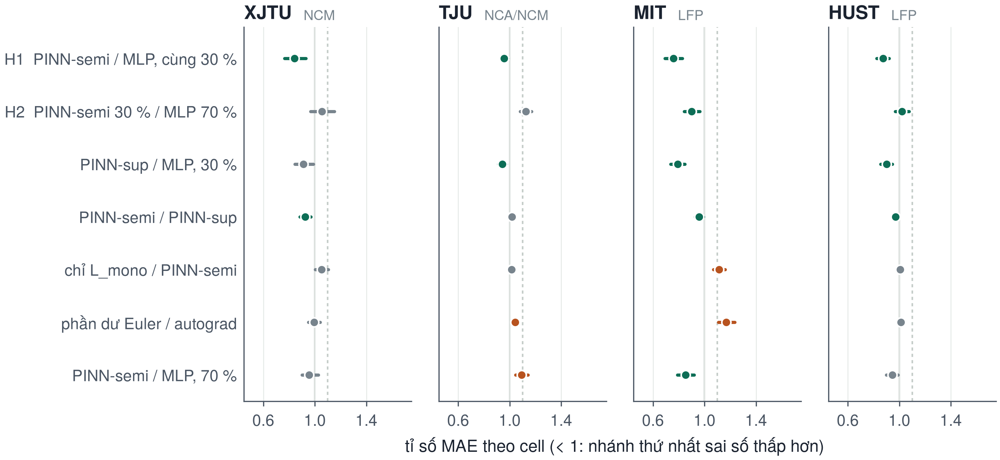 XJTU NCM
TJU NCA/NCM
MIT LFP
HUST LFP
H1 PINN-semi / MLP, cùng 30 %
H2 PINN-semi 30 % / MLP 70 %
PINN-sup / MLP, 30 %
PINN-semi / PINN-sup
chỉ L_mono / PINN-semi
phần dư Euler / autograd
PINN-semi / MLP, 70 %
0.6 1.0 1.4
0.6 1.0 1.4
0.6 1.0 1.4
0.6 1.0 1.4
tỉ số MAE theo cell (< 1: nhánh thứ nhất sai số thấp hơn)